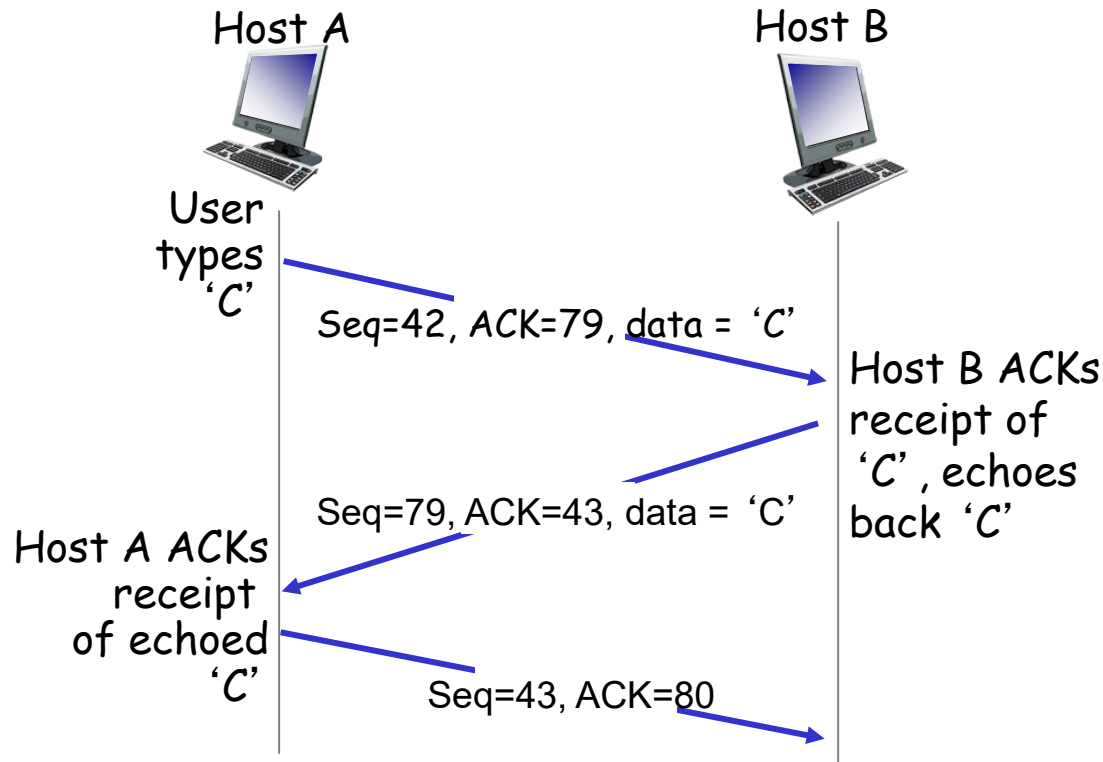 Host A
Host B
User
types
‘C’
Seq=42, ACK=79, data = ‘C’
Host B ACKs
receipt of
‘C’, echoes
back ‘C’
Seq=79, ACK=43, data = ‘C’
Host A ACKs
receipt
of echoed
‘C’
Seq=43, ACK=80